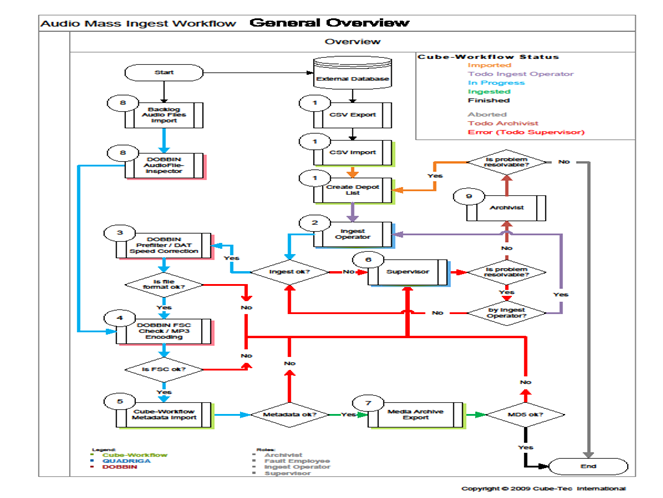 Audio Mass Ingest Workflow General Overview
Overview
Cube-Workflow Status
Imported
Todo Ingest Operator
In Progress
Ingested
Finished
Aborted
Todo Archivist
Error (Todo Supervisor)
Start
External Database
8
Backlog
Audio Files
Import
1
CSV Export
8
DOBBIN
AudioFile-
Inspector
1
CSV Import
1
Create Depot
List
Yes
Is problem
resolvable?
No
9
Archivist
2
Ingest
Operator
No
3
DOBBIN
Prefilter / DAT
Speed Correction
Yes
Ingest ok?
No
6
Supervisor
Is problem
resolvable?
Is file
format ok?
No
Yes
Yes
Yes
4
DOBBIN FSC
Check / MP3
Encoding
No
by Ingest
Operator?
Is FSC ok?
No
No
No
Yes
5
Cube-Workflow
Metadata Import
Metadata ok?
Yes
7
Media Archive
Export
MD5 ok?
Yes
End
Legend:
Cube-Workflow
QUADRIGA
DOBBIN
Roles:
Archivist
Fault Employee
Ingest Operator
Supervisor
Copyright © 2009 Cube-Tec International